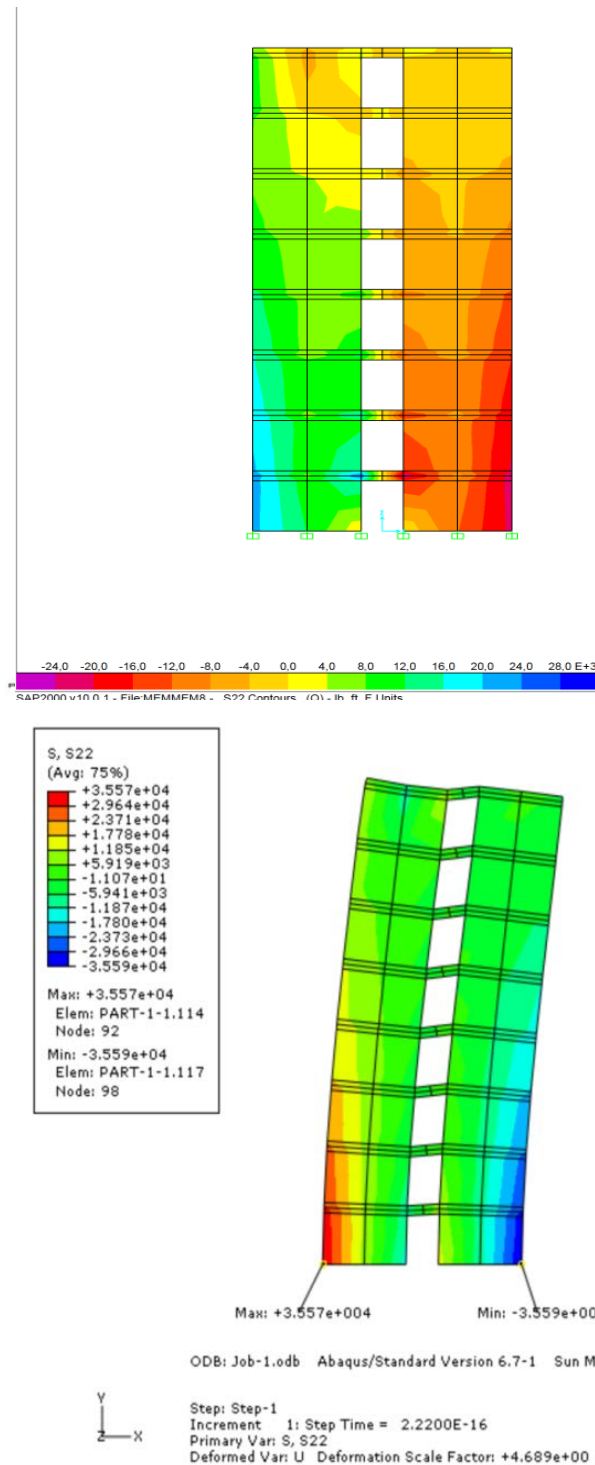 -24,0 -20,0 -16,0 -12,0 -8,0 -4,0 0,0 4,0 8,0 12,0 16,0 20,0 24,0 28,0 E+3
SAP2000 v10.0.1 - File:MEMMEM8 - S22 Contours (Q) - lb, ft, F Units
S, S22
(Avg: 75%)
+3.557e+04
+2.964e+04
+2.371e+04
+1.778e+04
+1.185e+04
+5.919e+03
-1.107e+01
-5.941e+03
-1.187e+04
-1.780e+04
-2.373e+04
-2.966e+04
-3.559e+04
Max: +3.557e+04
Elem: PART-1-1.114
Node: 92
Min: -3.559e+04
Elem: PART-1-1.117
Node: 98
Max: +3.557e+004 Min: -3.559e+00
ODB: Job-1.odb Abaqus/Standard Version 6.7-1 Sun M
Y
Z X
Step: Step-1
Increment 1: Step Time = 2.2200E-16
Primary Var: S, S22
Deformed Var: U Deformation Scale Factor: +4.689e+00